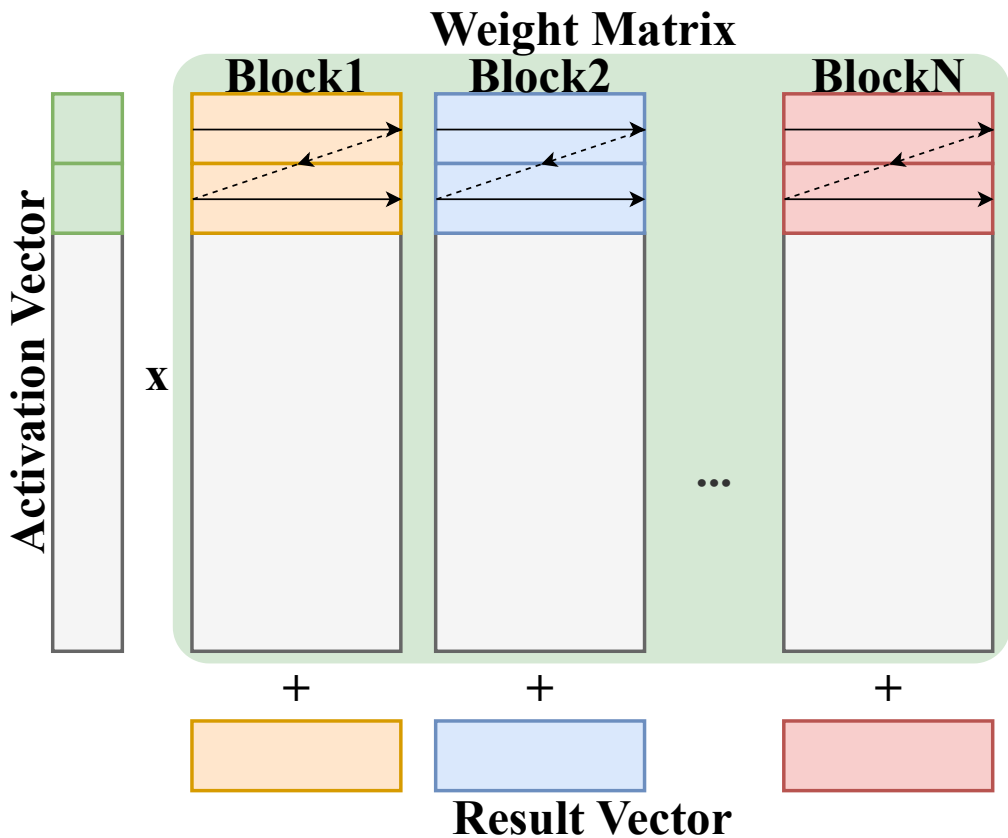 Weight Matrix
Block1
Block2
BlockN
Activation Vector
x
...
+
+
+
Result Vector